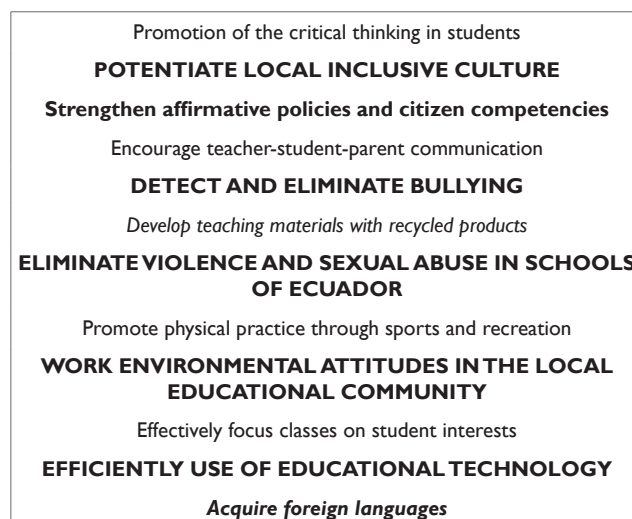 Promotion of the critical thinking in students
POTENTIATE LOCAL INCLUSIVE CULTURE
Strengthen affirmative policies and citizen competencies
Encourage teacher-student-parent communication
DETECT AND ELIMINATE BULLYING
Develop teaching materials with recycled products
ELIMINATE VIOLENCE AND SEXUAL ABUSE IN SCHOOLS
OF ECUADOR
Promote physical practice through sports and recreation
WORK ENVIRONMENTAL ATTITUDES IN THE LOCAL
EDUCATIONAL COMMUNITY
Effectively focus classes on student interests
EFFICIENTLY USE OF EDUCATIONAL TECHNOLOGY
Acquire foreign languages